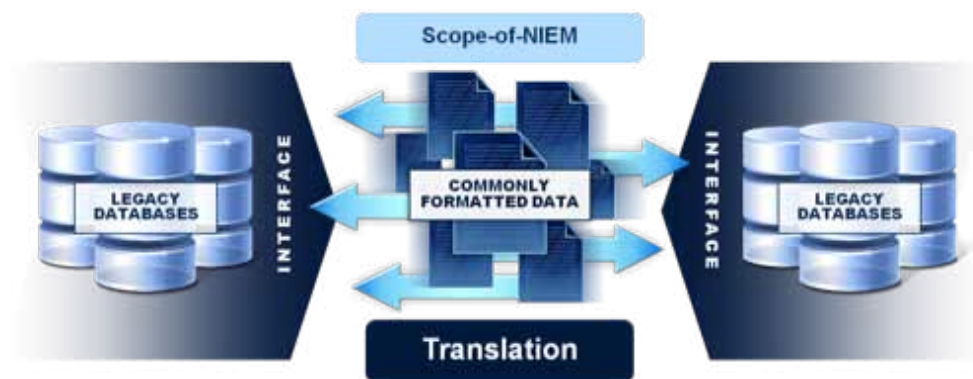 Scope-of-NIEM
LEGACY
DATABASES
INTERFACE
COMMONLY
FORMATTED DATA
INTERFACE
LEGACY
DATABASES
Translation